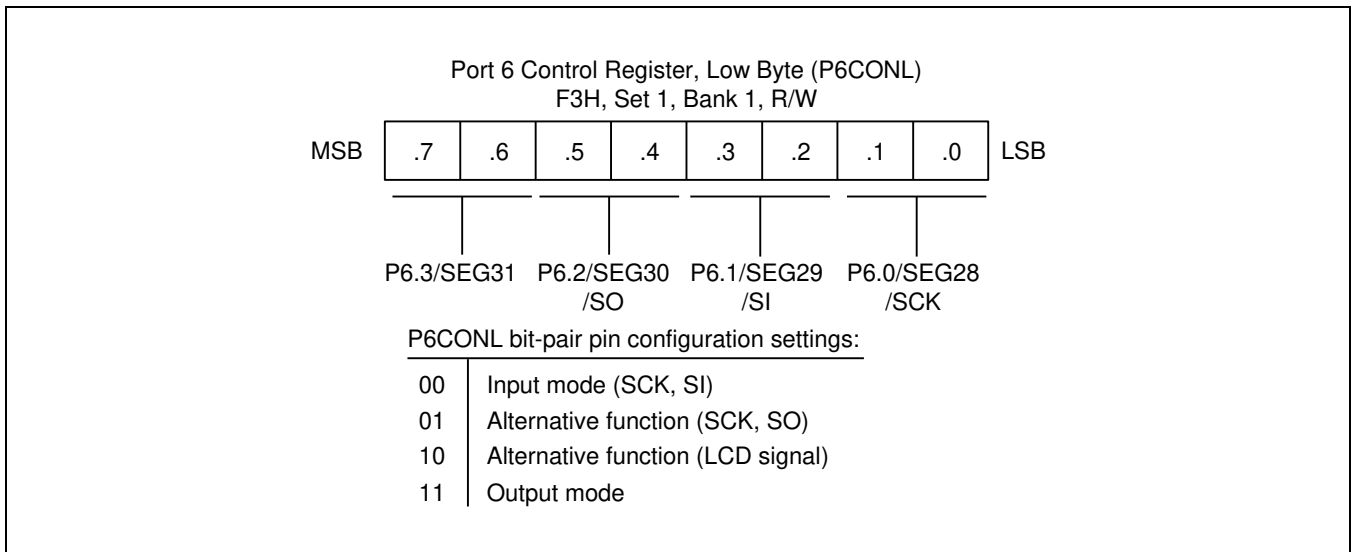 Port 6 Control Register, Low Byte (P6CONL)
F3H, Set 1, Bank 1, R/W
MSB .7 .6 .5 .4 .3 .2 .1 .0 LSB
P6.3/SEG31 P6.2/SEG30 P6.1/SEG29 P6.0/SEG28
/SO /SI /SCK
P6CONL bit-pair pin configuration settings:
00 Input mode (SCK, SI)
01 Alternative function (SCK, SO)
10 Alternative function (LCD signal)
11 Output mode